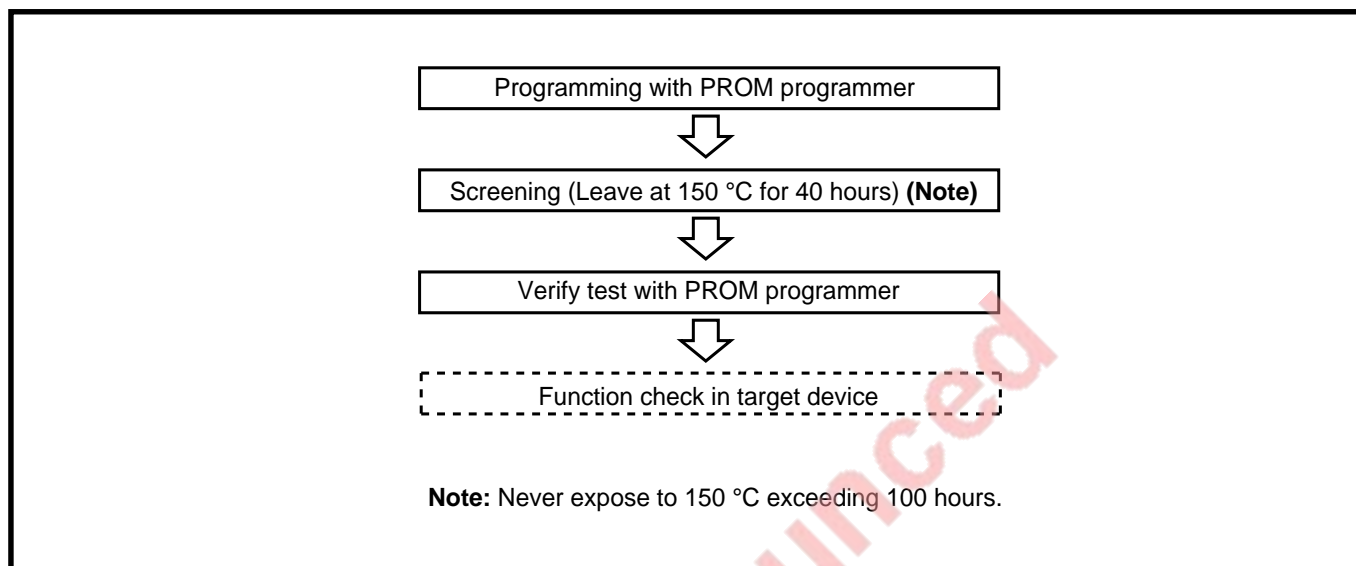 Programming with PROM programmer
Screening (Leave at 150 °C for 40 hours) (Note)
Verify test with PROM programmer
Function check in target device
Note: Never expose to 150 °C exceeding 100 hours.
unced